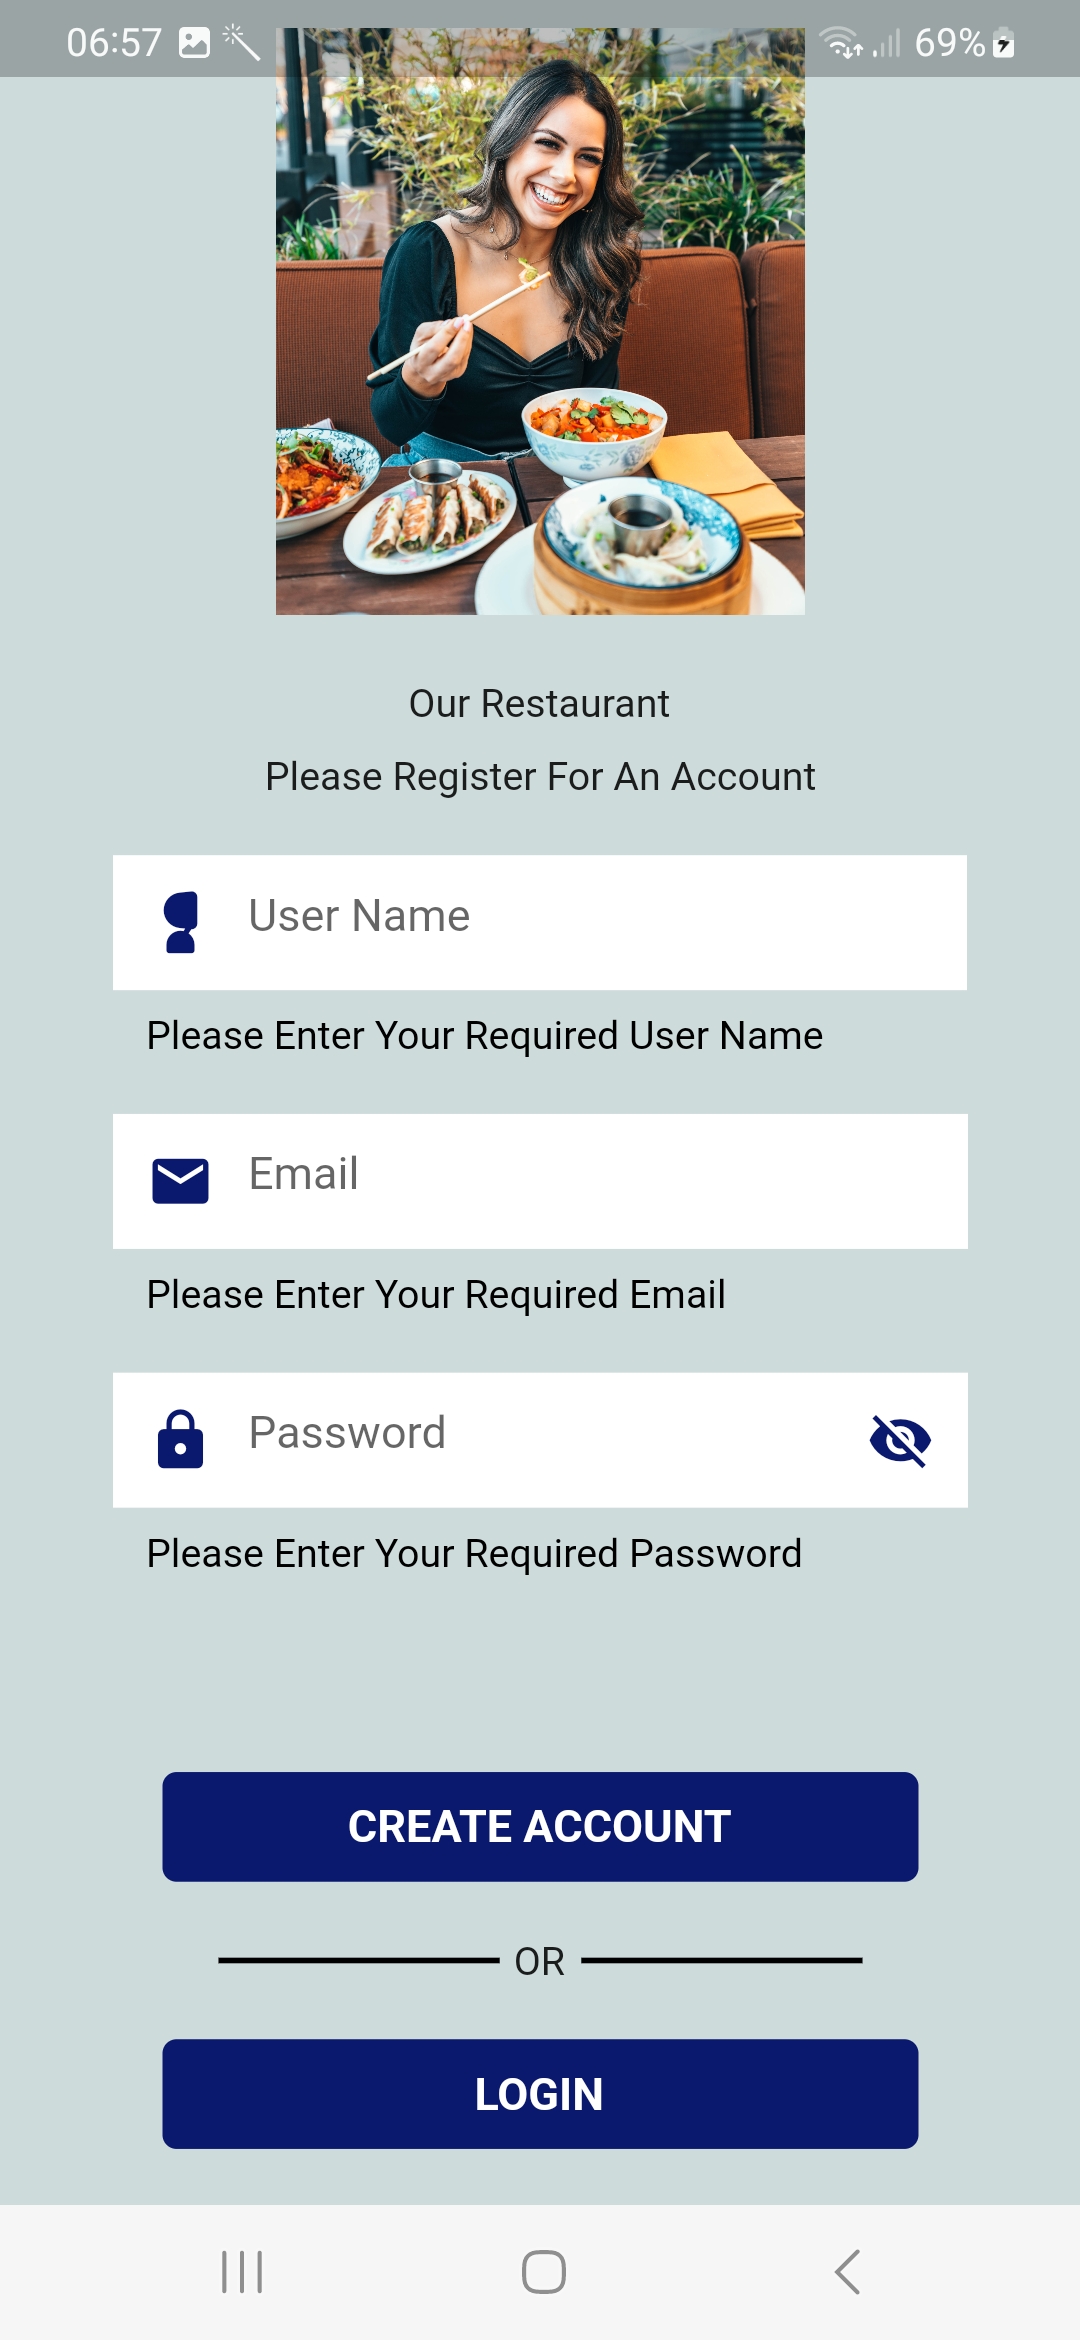 06:57 69%
Our Restaurant
Please Register For An Account
User Name
Please Enter Your Required User Name
Email
Please Enter Your Required Email
Password
Please Enter Your Required Password
CREATE ACCOUNT
OR
LOGIN